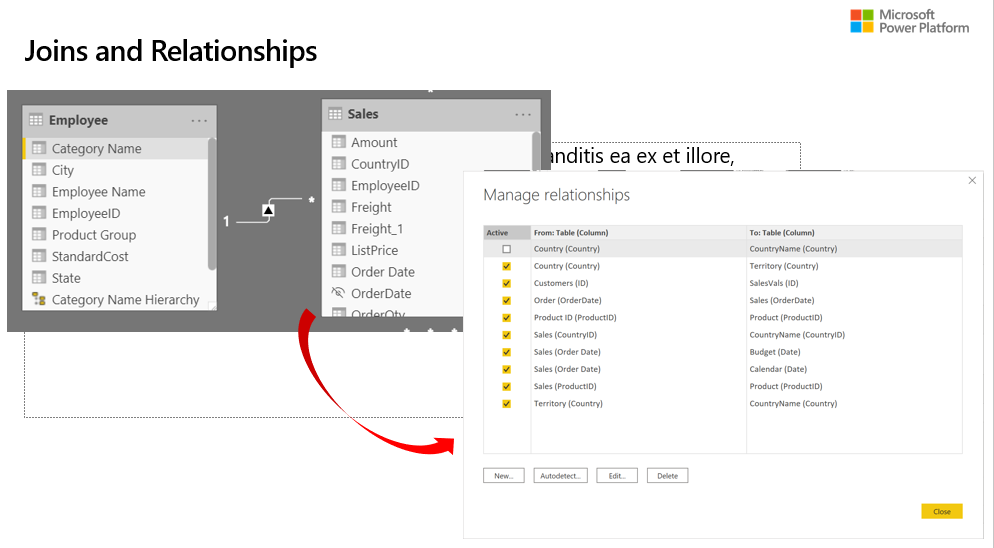 Microsoft
Power Platform
Joins and Relationships
Employee
Category Name
City
Employee Name
EmployeeID
Product Group
StandardCost
State
Category Name Hierarchy
1
*
Sales
Amount
CountryID
EmployeeID
Freight
Freight_1
ListPrice
Order Date
OrderDate
OrderQty
* * *
anditis ea ex et illore,
Manage relationships
Active From: Table (Column) To: Table (Column)
Country (Country) CountryName (Country)
Country (Country) Territory (Country)
Customers (ID) SalesVals (ID)
Order (OrderDate) Sales (OrderDate)
Product ID (ProductID) Product (ProductID)
Sales (CountryID) CountryName (CountryID)
Sales (Order Date) Budget (Date)
Sales (Order Date) Calendar (Date)
Sales (ProductID) Product (ProductID)
Territory (Country) CountryName (Country)
New... Autodetect... Edit... Delete
Close